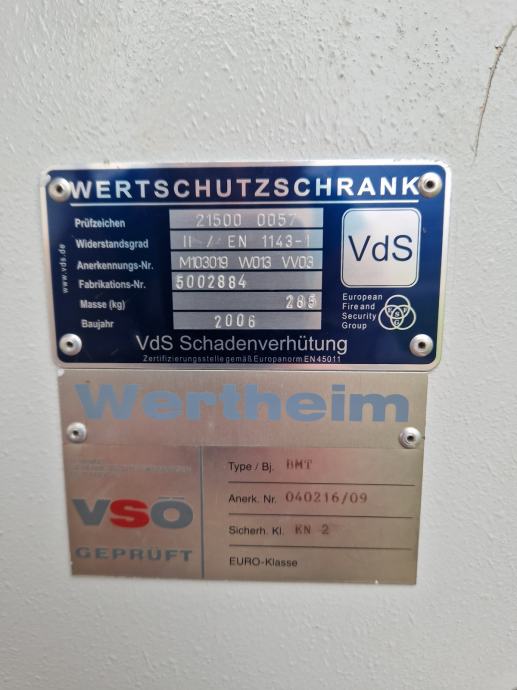 WERTSCHUTZSCHRANK
Prüfzeichen 21500 0057
Widerstandsgrad II / EN 1143-1
Anerkennungs-Nr. M103019 W013 VV03
Fabrikations-Nr. 5002884
Masse (kg) 285
Baujahr 2006
www.vds.de
VdS
European
Fire and
Security
Group
VdS Schadenverhütung
Zertifizierungsstelle gemäß Europanorm EN 45011
Wertheim
VSÖ
GEPRÜFT
Type / Bj. BMT
Anerk. Nr. 040216/09
Sicherh. Kl. KN 2
EURO-Klasse